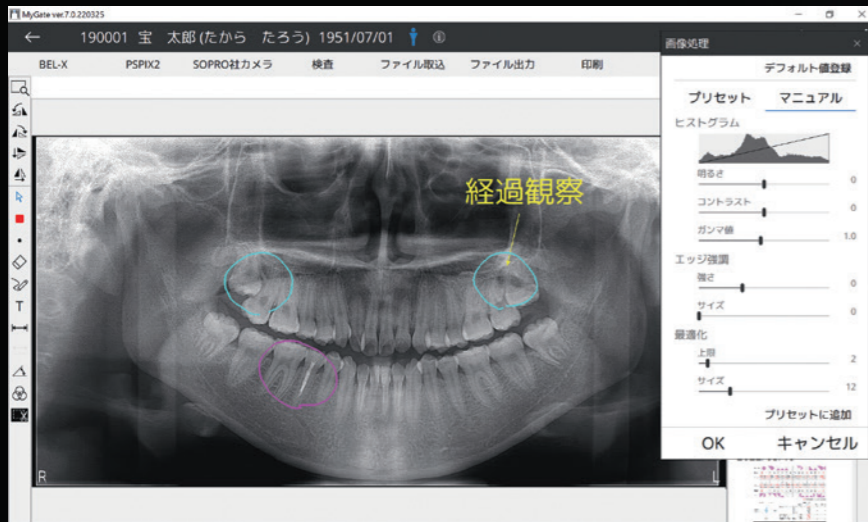 MyGate ver.7.0.220325
190001 宝 太郎(たから たろう) 1951/07/01
BEL-X PSPIX2 SOPRO社カメラ 検査 ファイル取込 ファイル出力 印刷
画像処理
デフォルト値登録
プリセット マニュアル
ヒストグラム
明るさ 0
コントラスト 0
ガンマ値 1.0
エッジ強調
強さ 0
サイズ 0
最適化
上限 2
サイズ 12
プリセットに追加
OK キャンセル
経過観察
T
R L